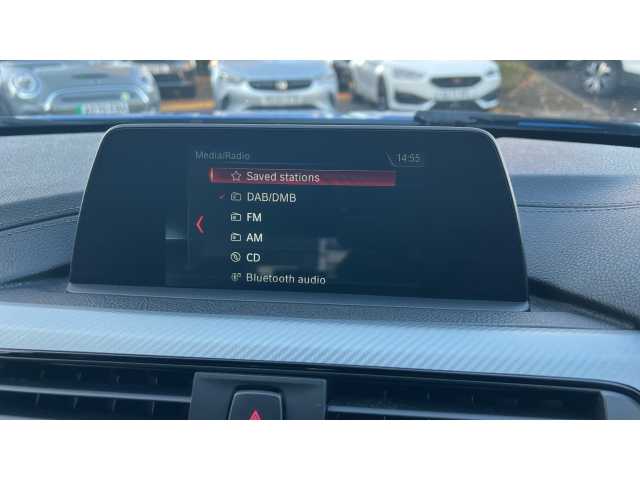 Media/Radio
14:55
Saved stations
DAB/DMB
FM
AM
CD
Bluetooth audio